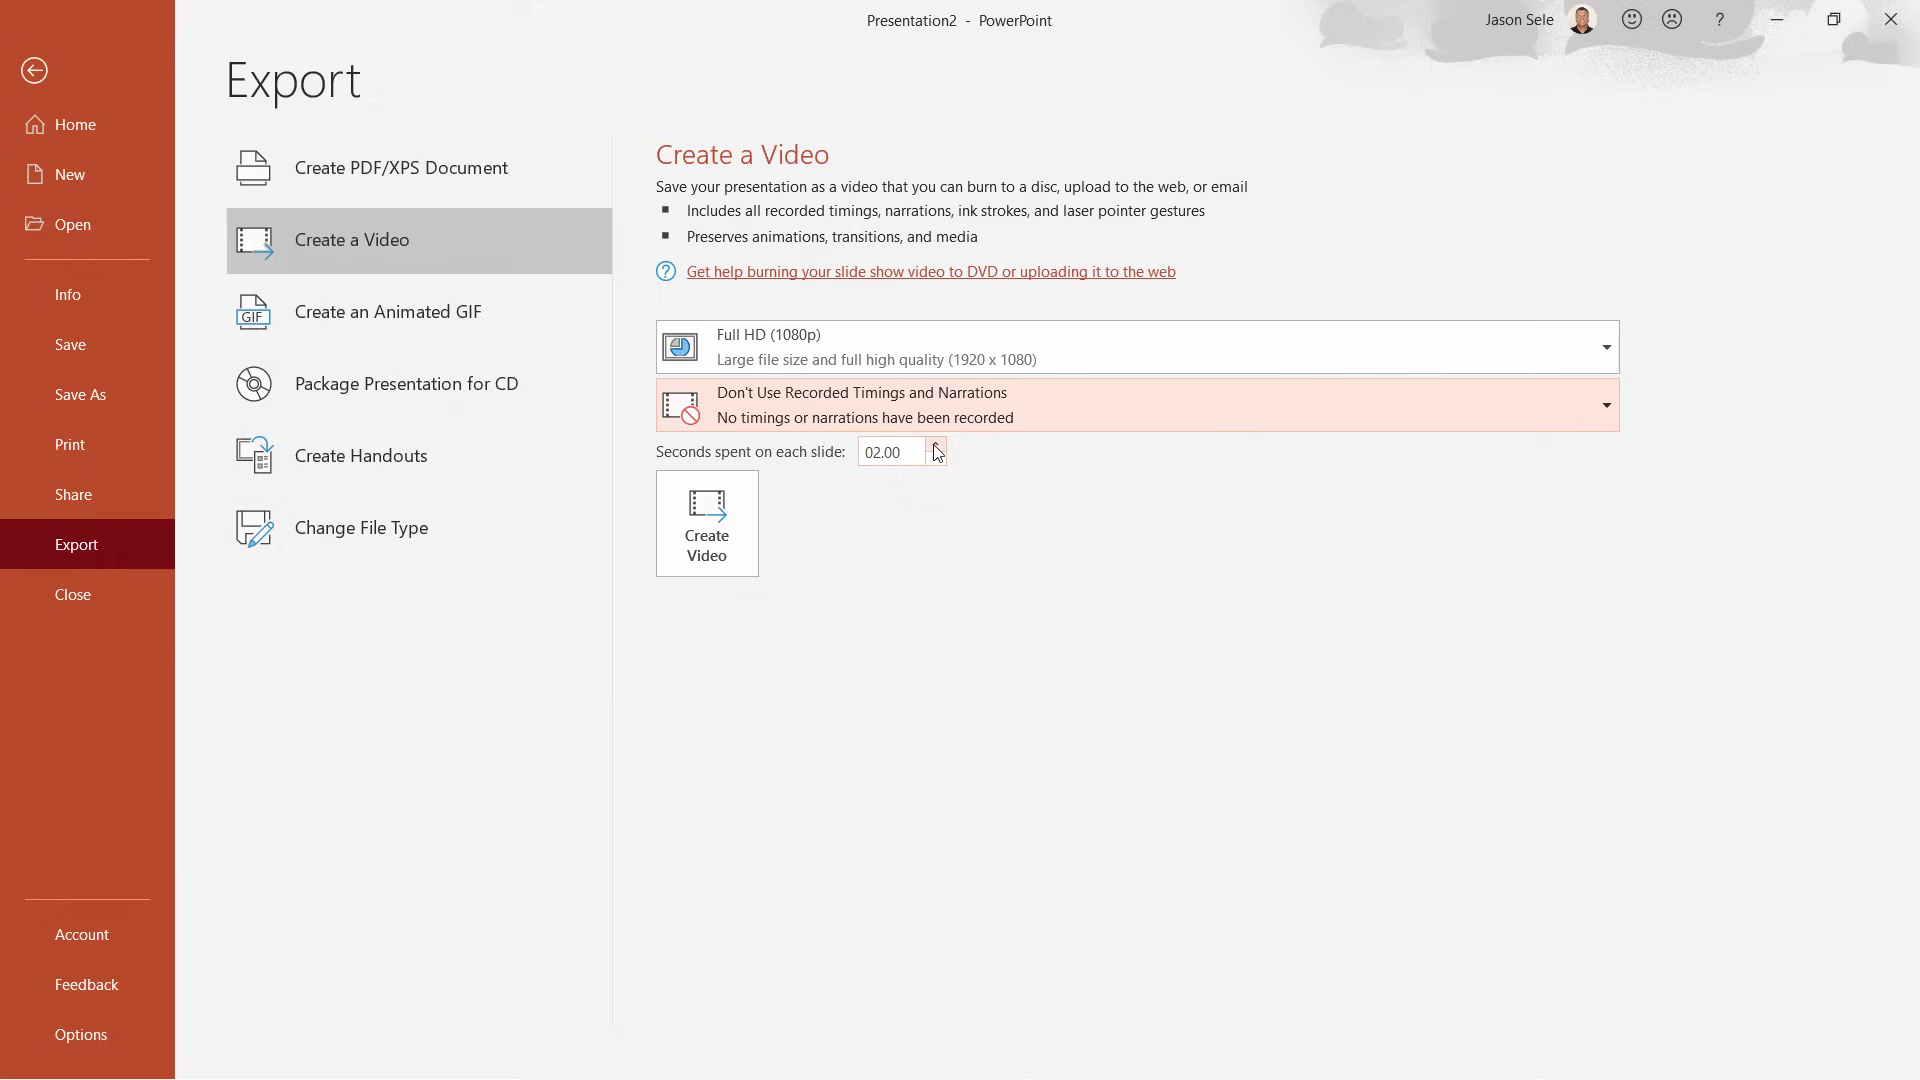 Presentation2 - PowerPoint
Jason Sele
?
Export
Home
New
Open
Info
Save
Save As
Print
Share
Export
Close
Account
Feedback
Options
Create PDF/XPS Document
Create a Video
GIF
Create an Animated GIF
Package Presentation for CD
Create Handouts
Change File Type
Create a Video
Save your presentation as a video that you can burn to a disc, upload to the web, or email
Includes all recorded timings, narrations, ink strokes, and laser pointer gestures
Preserves animations, transitions, and media
? Get help burning your slide show video to DVD or uploading it to the web
Full HD (1080p)
Large file size and full high quality (1920 x 1080)
Don't Use Recorded Timings and Narrations
No timings or narrations have been recorded
Seconds spent on each slide: 02.00
Create
Video